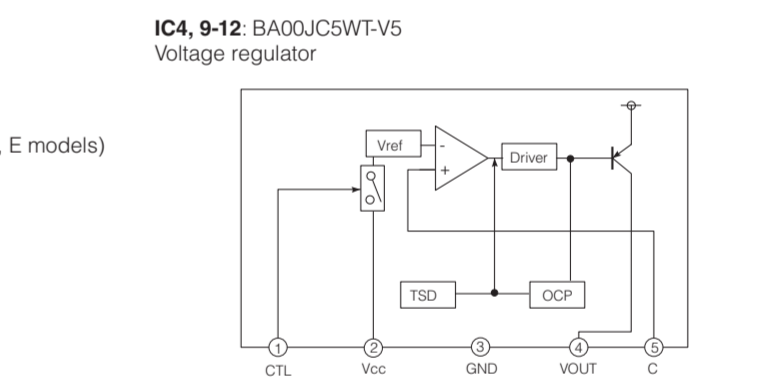 IC4, 9-12: BA00JC5WT-V5
Voltage regulator
, E models)
Vref
-
+
Driver
TSD
OCP
1
2
3
4
5
CTL
Vcc
GND
VOUT
C